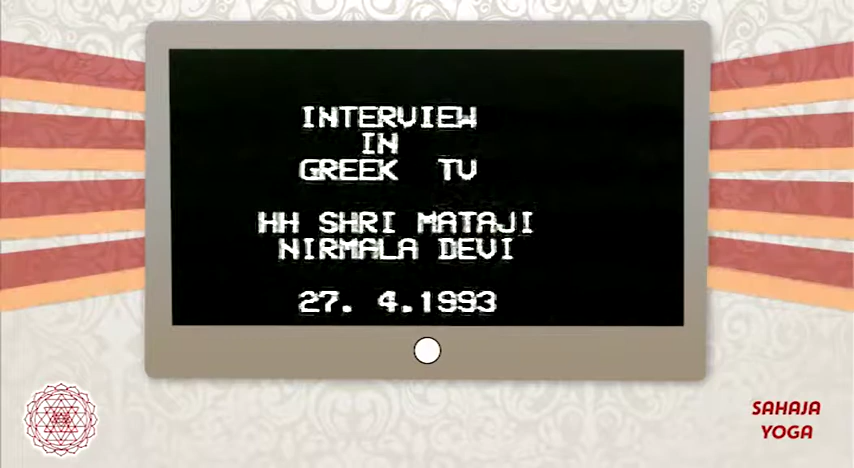 INTERVIEW
IN
GREEK TV
HH SHRI MATAJI
NIRMALA DEVI
27. 4.1993
SAHAJA
YOGA